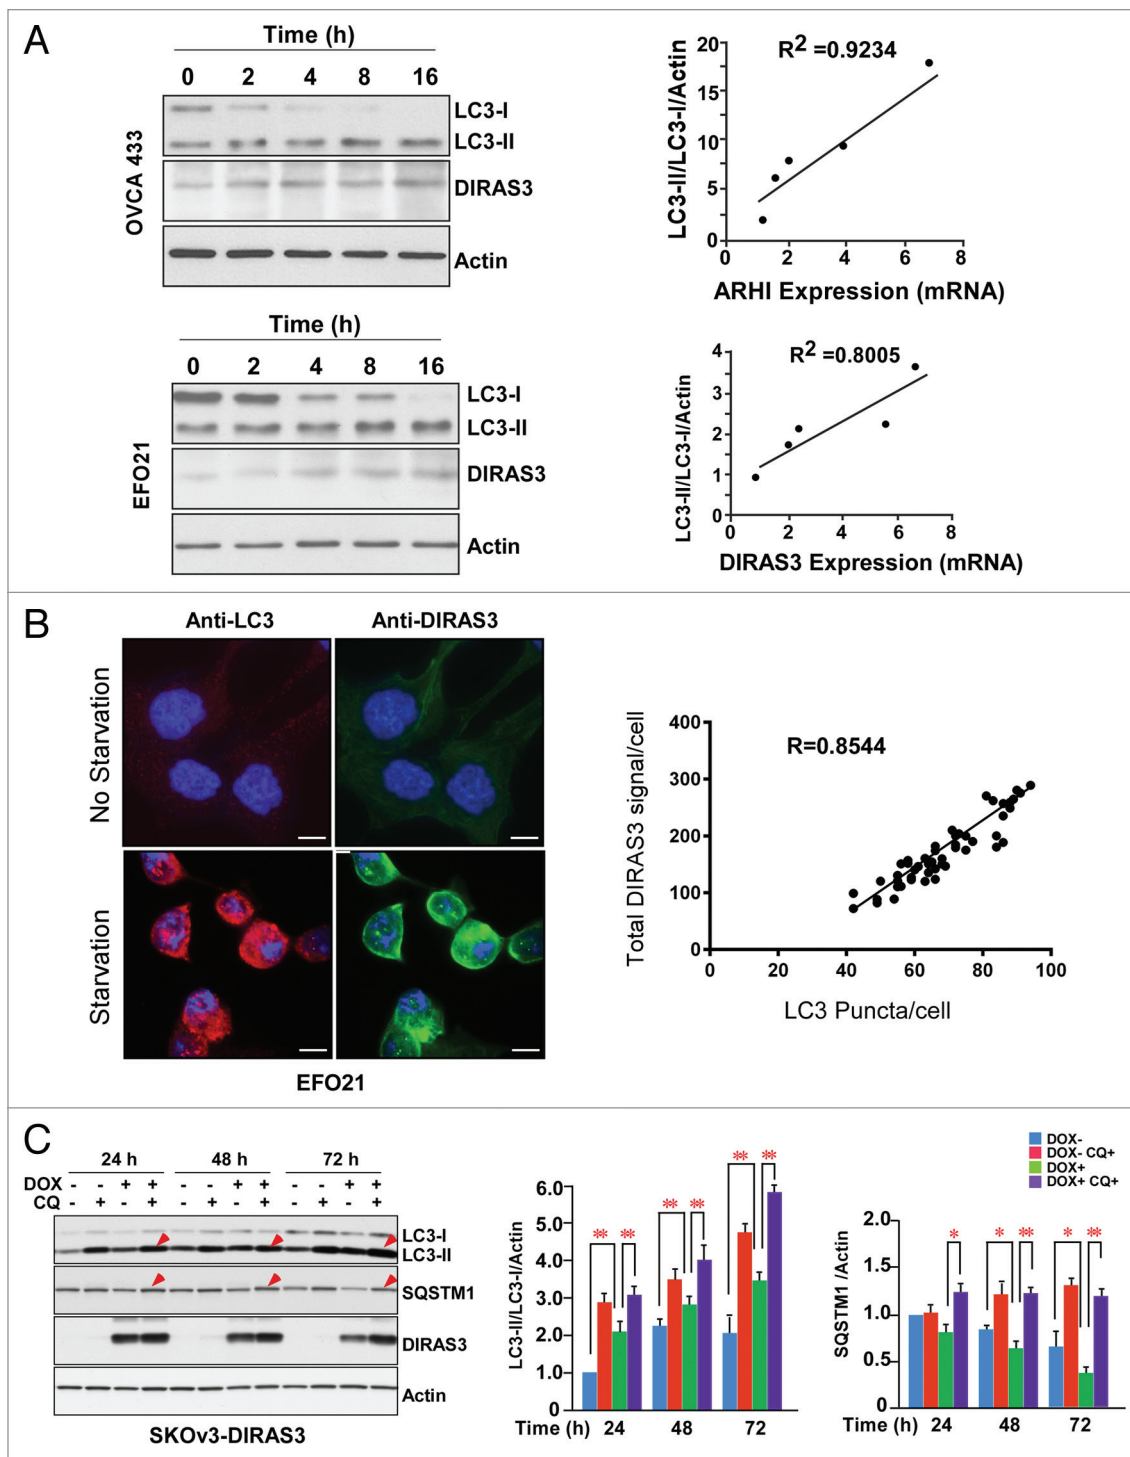 A
Time (h)
0 2 4 8 16
OVCA 433
LC3-I
LC3-II
DIRAS3
Actin
R2 =0.9234
LC3-II/LC3-I/Actin
20
15
10
5
0
0 2 4 6 8
ARHI Expression (mRNA)
Time (h)
0 2 4 8 16
EFO21
LC3-I
LC3-II
DIRAS3
Actin
R2 =0.8005
LC3-II/LC3-I/Actin
4
3
2
1
0
0 2 4 6 8
DIRAS3 Expression (mRNA)
B
Anti-LC3 Anti-DIRAS3
No Starvation
Starvation
EFO21
R=0.8544
Total DIRAS3 signal/cell
400
300
200
100
0
0 20 40 60 80 100
LC3 Puncta/cell
C
24 h 48 h 72 h
DOX - - + + - - + + - - + +
CQ - + - + - + - + - + - +
LC3-I
LC3-II
SQSTM1
DIRAS3
Actin
SKOv3-DIRAS3
LC3-II/LC3-I/Actin
6.0
5.0
4.0
3.0
2.0
1.0
0
** ** ** ** ** **
Time (h) 24 48 72
DOX-
DOX- CQ+
DOX+
DOX+ CQ+
SQSTM1 /Actin
2.0
1.5
1.0
0.5
0
* * ** * **
Time (h) 24 48 72